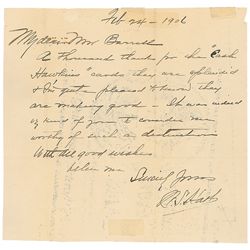 Feb 24 - 1906
My dear Mr Barrett
A thousand thanks for the "Cash
Hawkins" cards they are splendid
& I'm quite pleased to know they
are making good - It was indeed
kind of you to consider me
worthy of such a distinction
With all good wishes
believe me
Sincerely Yours